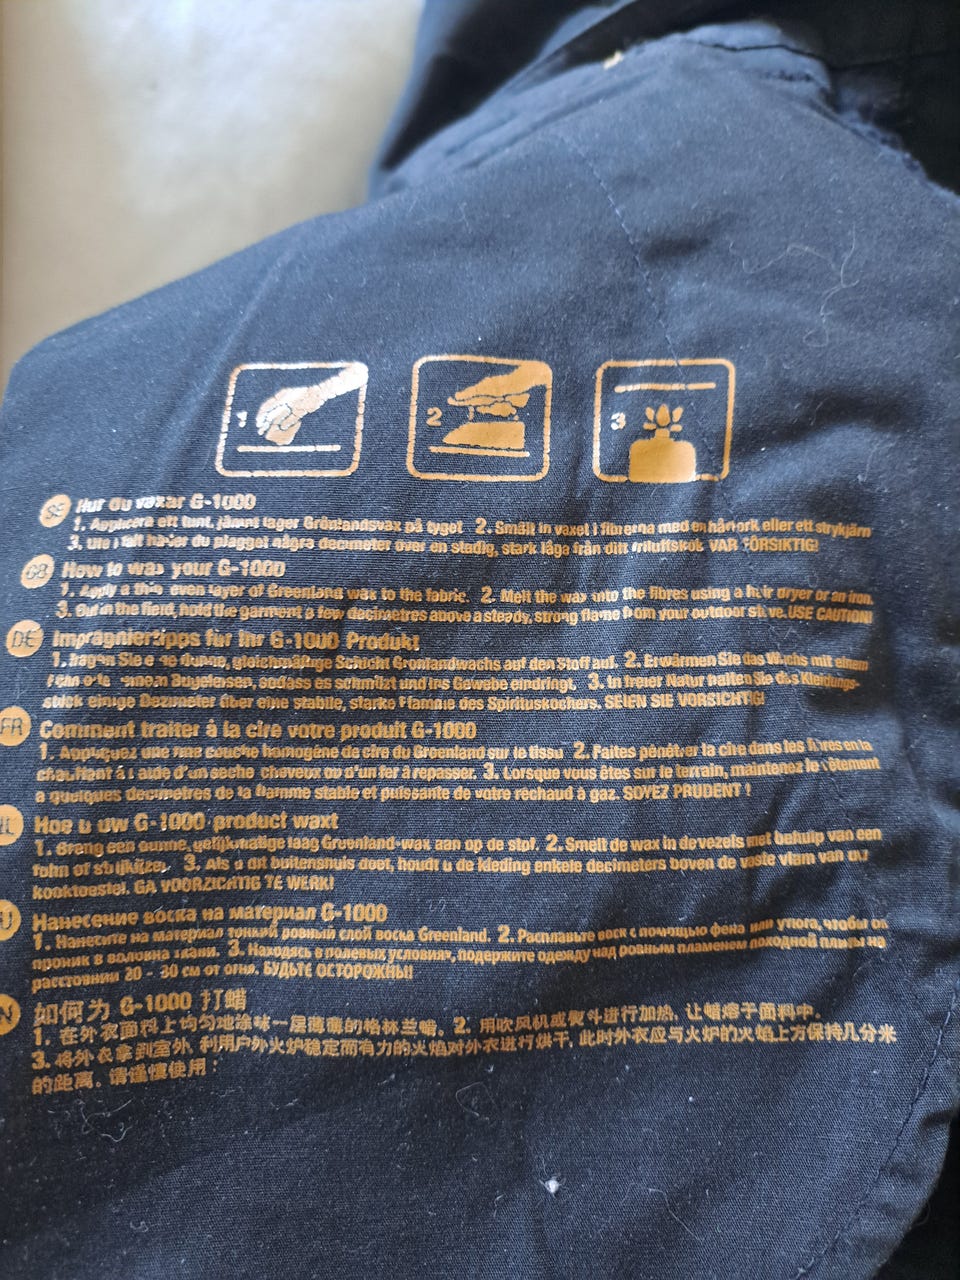 1
2
3
SE Hur du vaxar G-1000
1. Applicera ett tunt, jämnt lager Grönlandsvax på tyget. 2. Smält in vaxet i fibrerna med en hårtork eller ett strykjärn
3. Ute i fält håller du plagget några decimeter över en stadig, stark låga från ditt friluftskök. VAR FÖRSIKTIG!
GB How to wax your G-1000
1. Apply a thin even layer of Greenland wax to the fabric. 2. Melt the wax into the fibres using a hair dryer or an iron.
3. Out in the field, hold the garment a few decimetres above a steady, strong flame from your outdoor stove. USE CAUTION!
DE Imprägniertipps für Ihr G-1000 Produkt
1. Tragen Sie eine dünne, gleichmäßige Schicht Grönlandwachs auf den Stoff auf. 2. Erwärmen Sie das Wachs mit einem
Fön o einem Bügeleisen, sodass es schmilzt und ins Gewebe eindringt. 3. In freier Natur halten Sie das Kleidungs-
stück einige Dezimeter über eine stabile, starke Flamme des Spirituskochers. SEIEN SIE VORSICHTIG!
FR Comment traiter à la cire votre produit G-1000
1. Appliquez une fine couche homogène de cire du Groenland sur le tissu 2. Faites pénétrer la cire dans les fibres en la
chauffant à l'aide d'un sèche-cheveux ou d'un fer à repasser. 3. Lorsque vous êtes sur le terrain, maintenez le vêtement
à quelques décimètres de la flamme stable et puissante de votre réchaud à gaz. SOYEZ PRUDENT !
NL Hoe u uw G-1000 product waxt
1. Breng een dunne, gelijkmatige laag Groenland-wax aan op de stof. 2. Smelt de wax in de vezels met behulp van een
föhn of strijkijzer. 3. Als u dit buitenshuis doet, houdt u de kleding enkele decimeters boven de vaste vlam van uw
kooktoestel. GA VOORZICHTIG TE WERK!
RU Нанесение воска на материал G-1000
1. Нанесите на материал тонкий ровный слой воска Greenland. 2. Расплавьте воск с помощью фена или утюга, чтобы он
проник в волокна ткани. 3. Находясь в полевых условиях, подержите одежду над ровным пламенем походной плиты на
расстоянии 20 - 30 см от огня. БУДЬТЕ ОСТОРОЖНЫ!
CN 如何为 G-1000 打蜡
1. 在外衣面料上均匀地涂抹一层薄薄的格林兰蜡。2. 用吹风机或熨斗进行加热, 让蜡熔于面料中。
3. 将外衣拿到室外, 利用户外火炉稳定而有力的火焰对外衣进行烘干, 此时外衣应与火炉的火焰上方保持几分米
的距离。请谨慎使用！